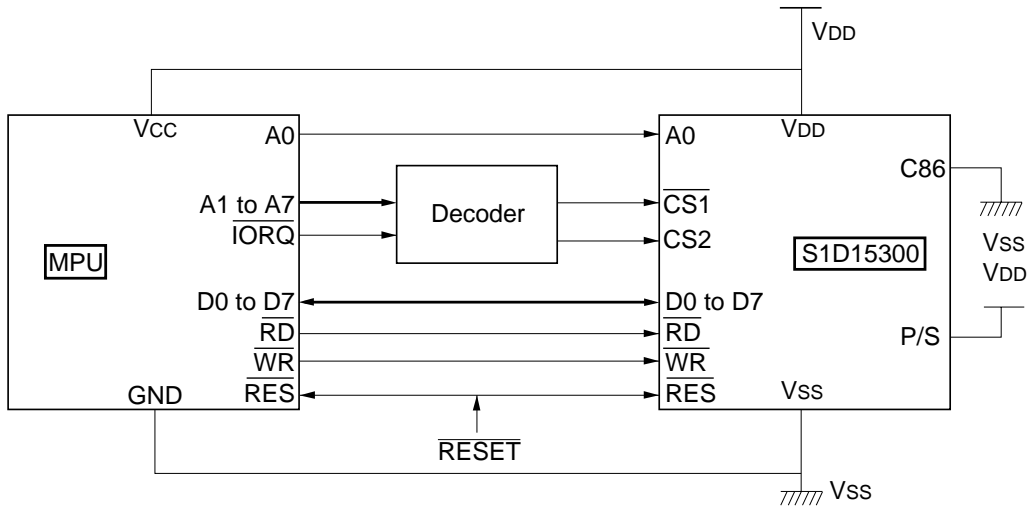 VDD
VCC
A0
A1 to A7
IORQ
MPU
D0 to D7
RD
WR
RES
GND
Decoder
RESET
VDD
A0
CS1
CS2
D0 to D7
RD
WR
RES
VSS
C86
S1D15300
P/S
VSS
VDD
VSS